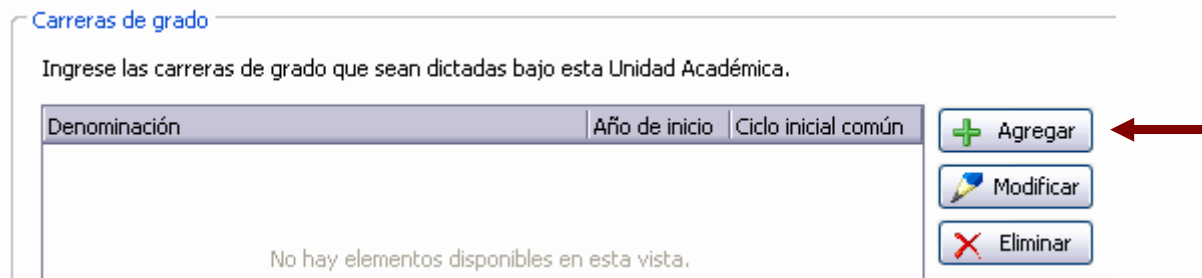 Carreras de grado
Ingrese las carreras de grado que sean dictadas bajo esta Unidad Académica.
Denominación Año de inicio Ciclo inicial común
Agregar
Modificar
Eliminar
No hay elementos disponibles en esta vista.